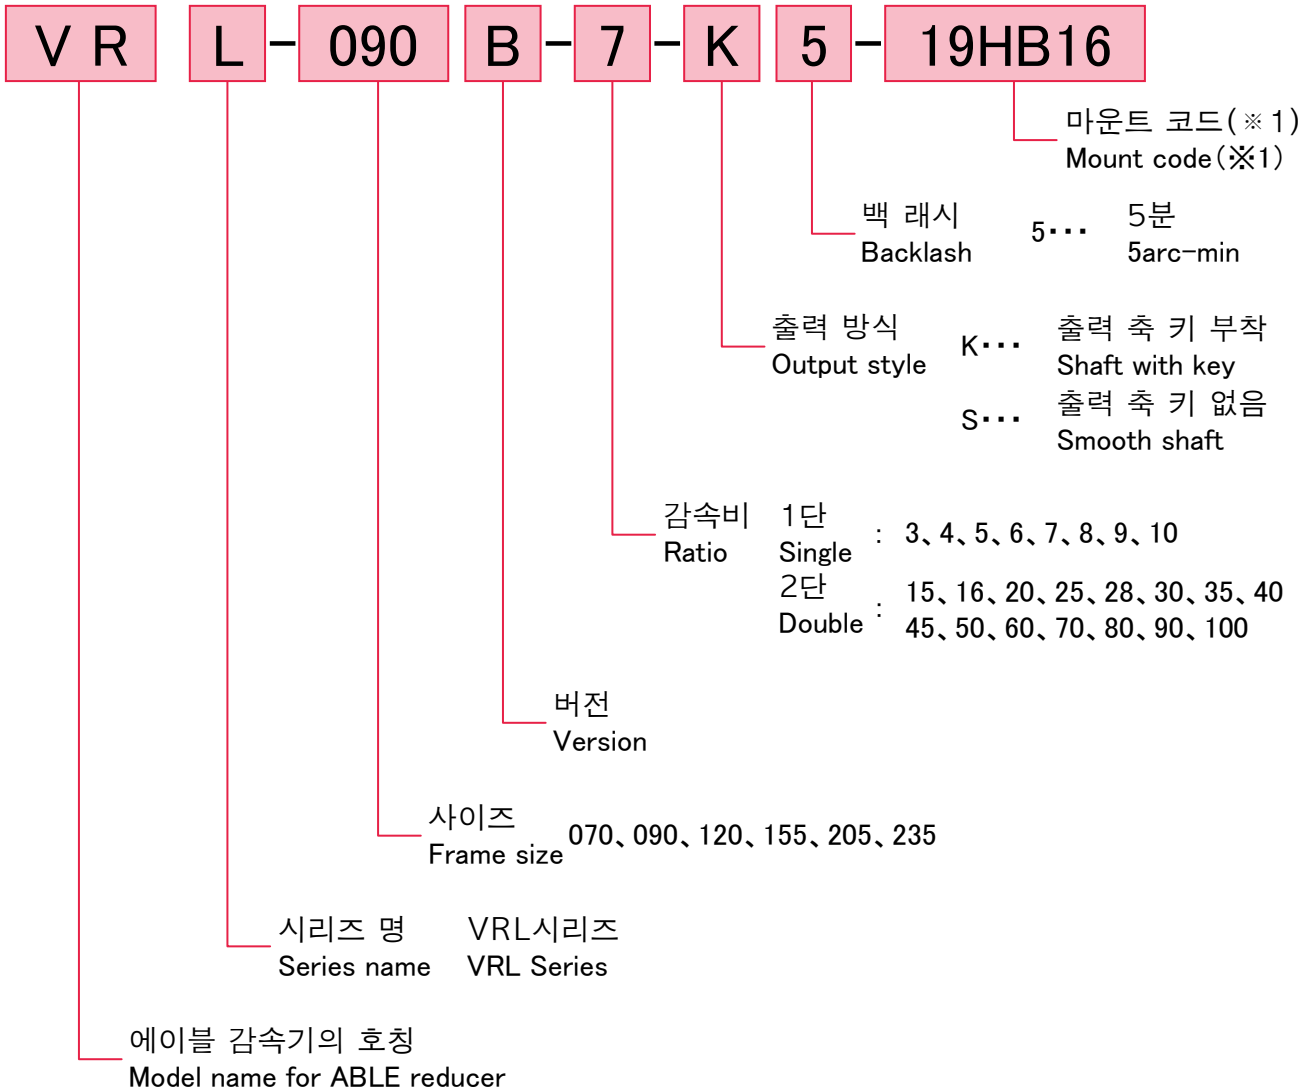 V R L - 090 B - 7 - K 5 - 19HB16
마운트 코드(※1)
Mount code(※1)
백 래시 5··· 5분
Backlash 5arc-min
출력 방식 K··· 출력 축 키 부착
Output style Shaft with key
S··· 출력 축 키 없음
Smooth shaft
감속비 1단 : 3、4、5、6、7、8、9、10
Ratio Single
2단 : 15、16、20、25、28、30、35、40
Double 45、50、60、70、80、90、100
버전
Version
사이즈 070、090、120、155、205、235
Frame size
시리즈 명 VRL시리즈
Series name VRL Series
에이블 감속기의 호칭
Model name for ABLE reducer